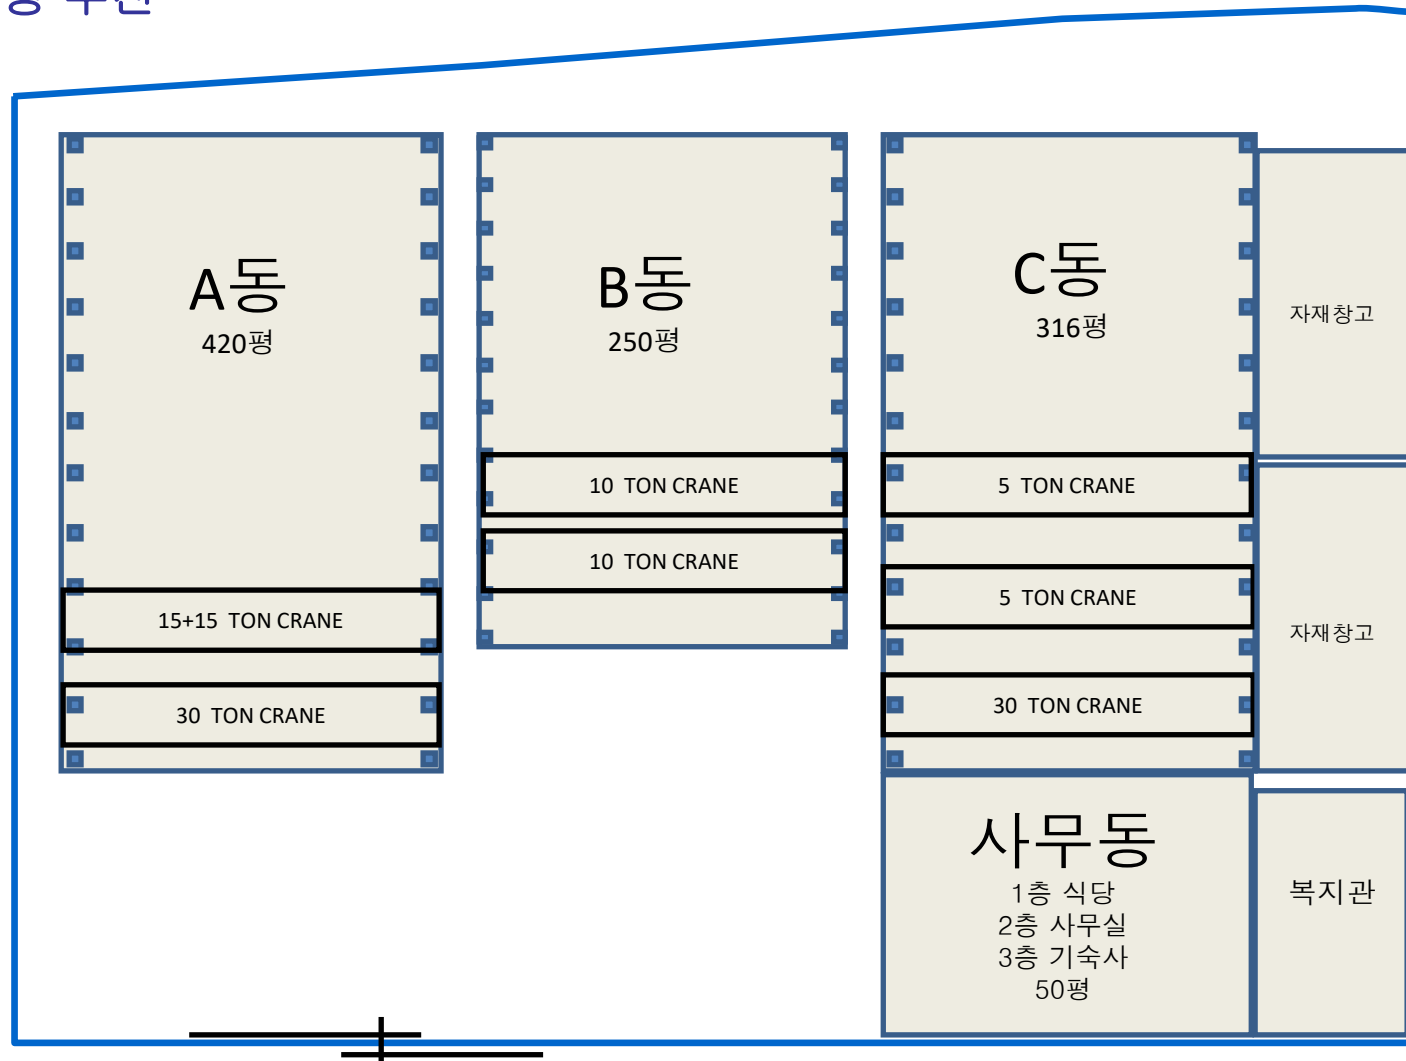 A동
420평
B동
250평
C동
316평
자재창고
10 TON CRANE
5 TON CRANE
10 TON CRANE
5 TON CRANE
15+15 TON CRANE
자재창고
30 TON CRANE
30 TON CRANE
사무동
1층 식당
2층 사무실
3층 기숙사
50평
복지관